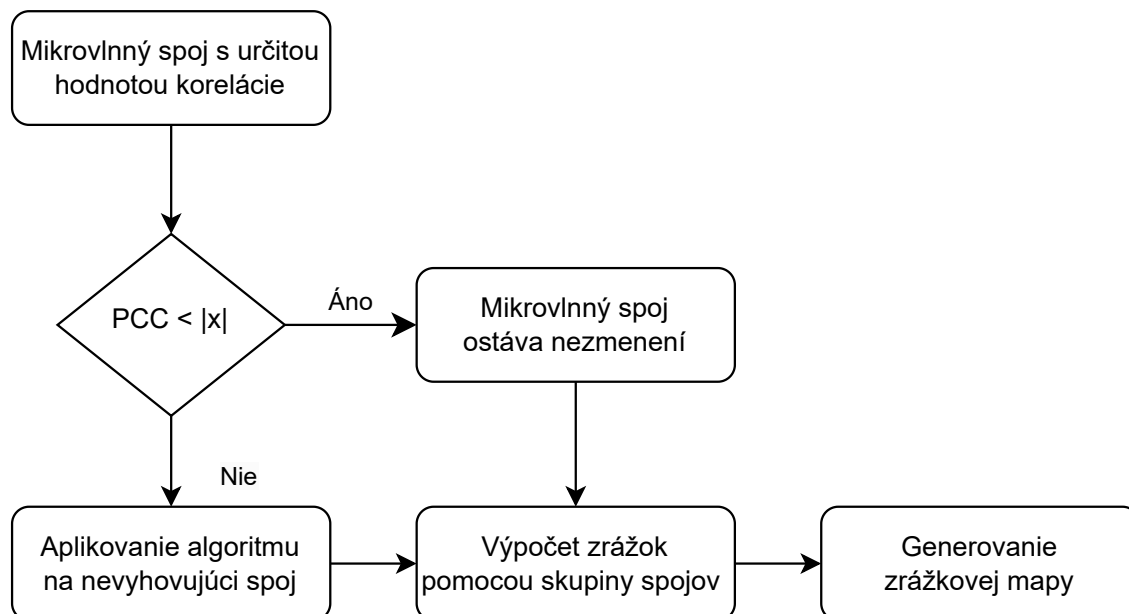 Mikrovlnný spoj s určitou
hodnotou korelácie
PCC < |x|
Áno
Mikrovlnný spoj
ostáva nezmenení
Nie
Aplikovanie algoritmu
na nevyhovujúci spoj
Výpočet zrážok
pomocou skupiny spojov
Generovanie
zrážkovej mapy